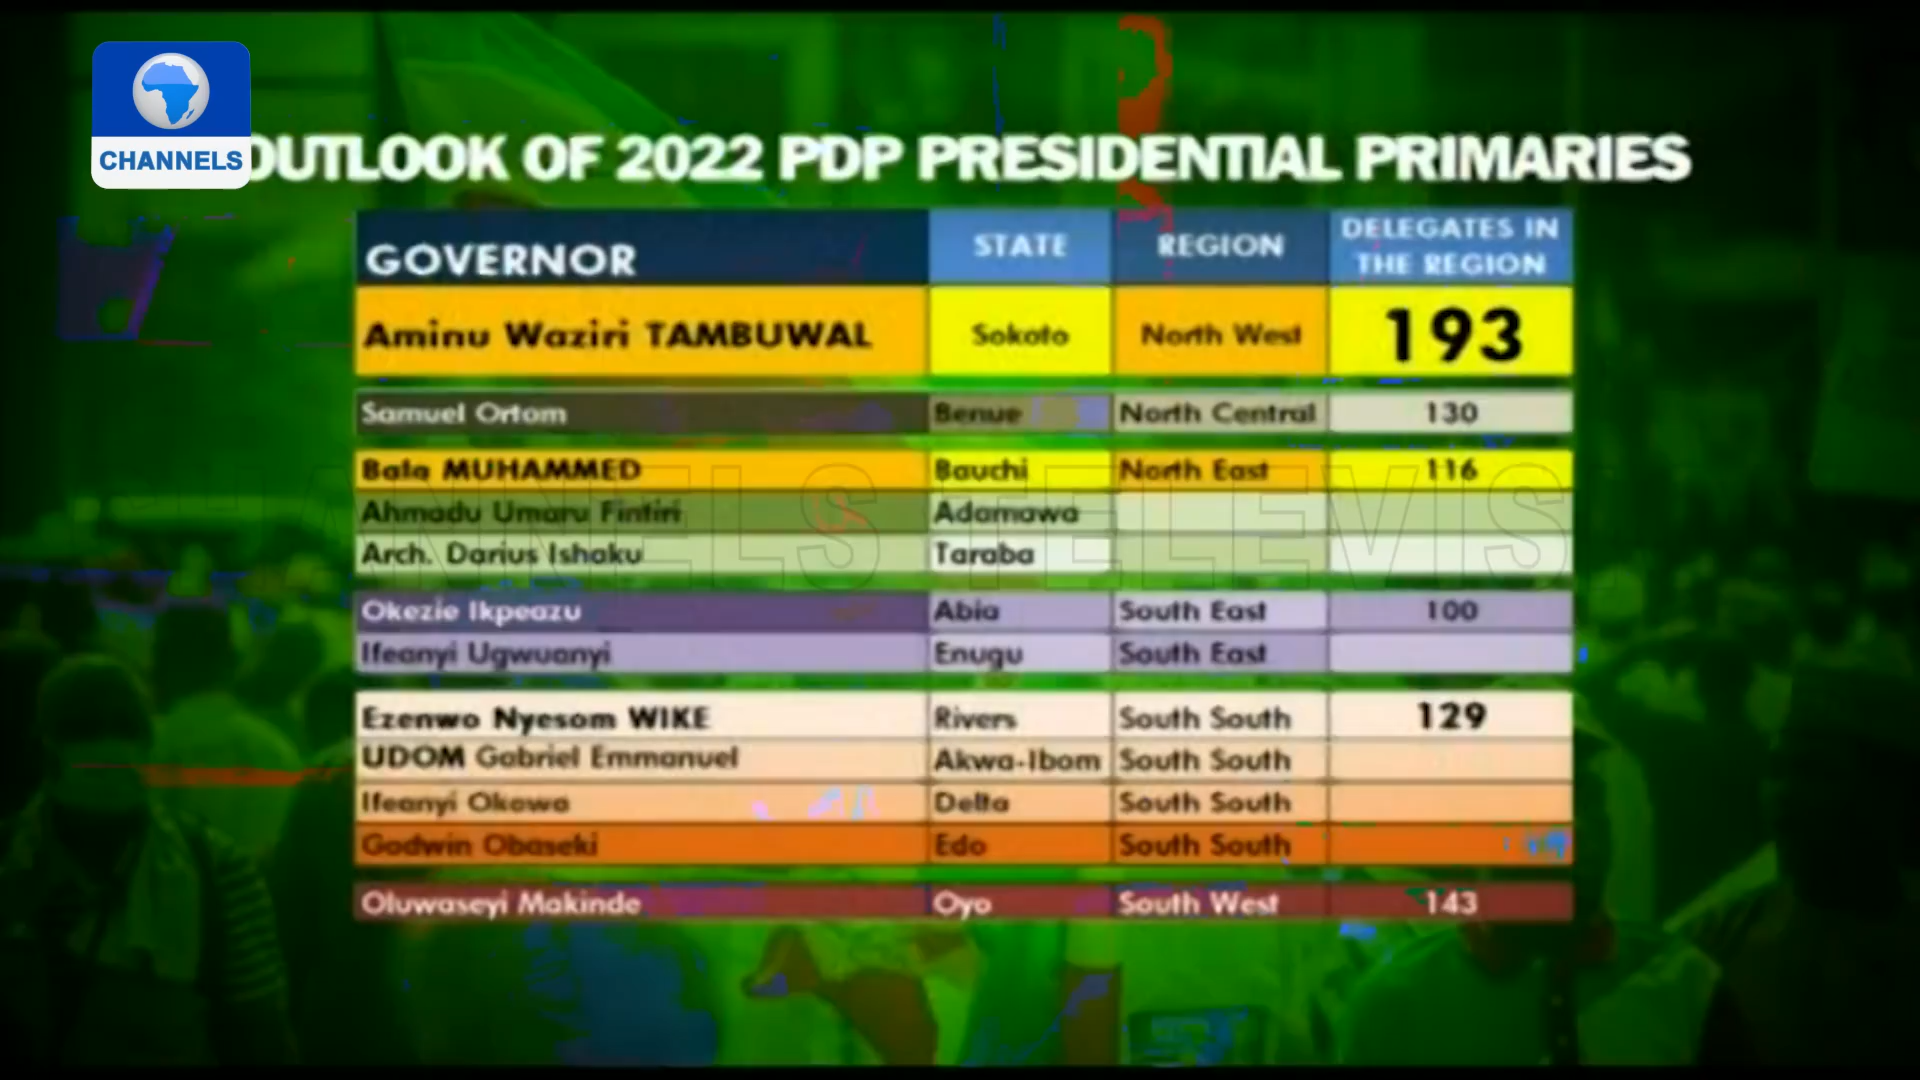 CHANNELS
OUTLOOK OF 2022 PDP PRESIDENTIAL PRIMARIES
GOVERNOR STATE REGION DELEGATES IN THE REGION
Aminu Waziri TAMBUWAL Sokoto North West 193
Samuel Ortom Benue North Central 130
Bala MUHAMMED Bauchi North East 116
Ahmadu Umaru Fintiri Adamawa
Arch. Darius Ishaku Taraba
CHANNELS TELEVIS
Okezie Ikpeazu Abia South East 100
Ifeanyi Ugwuanyi Enugu South East
Ezenwo Nyesom WIKE Rivers South South 129
UDOM Gabriel Emmanuel Akwa-Ibom South South
Ifeanyi Okowa Delta South South
Godwin Obaseki Edo South South
Oluwaseyi Makinde Oyo South West 143